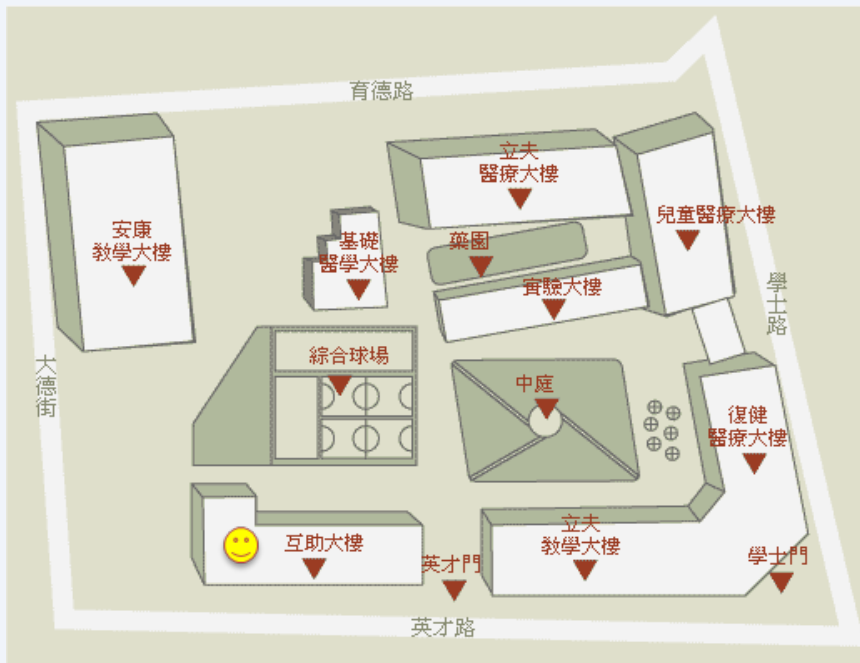 育德路
立夫
醫療大樓
兒童醫療大樓
安康
教學大樓
基礎
醫學大樓
藥園
實驗大樓
學士路
大德街
綜合球場
中庭
復健
醫療大樓
互助大樓
英才門
立夫
教學大樓
學士門
英才路